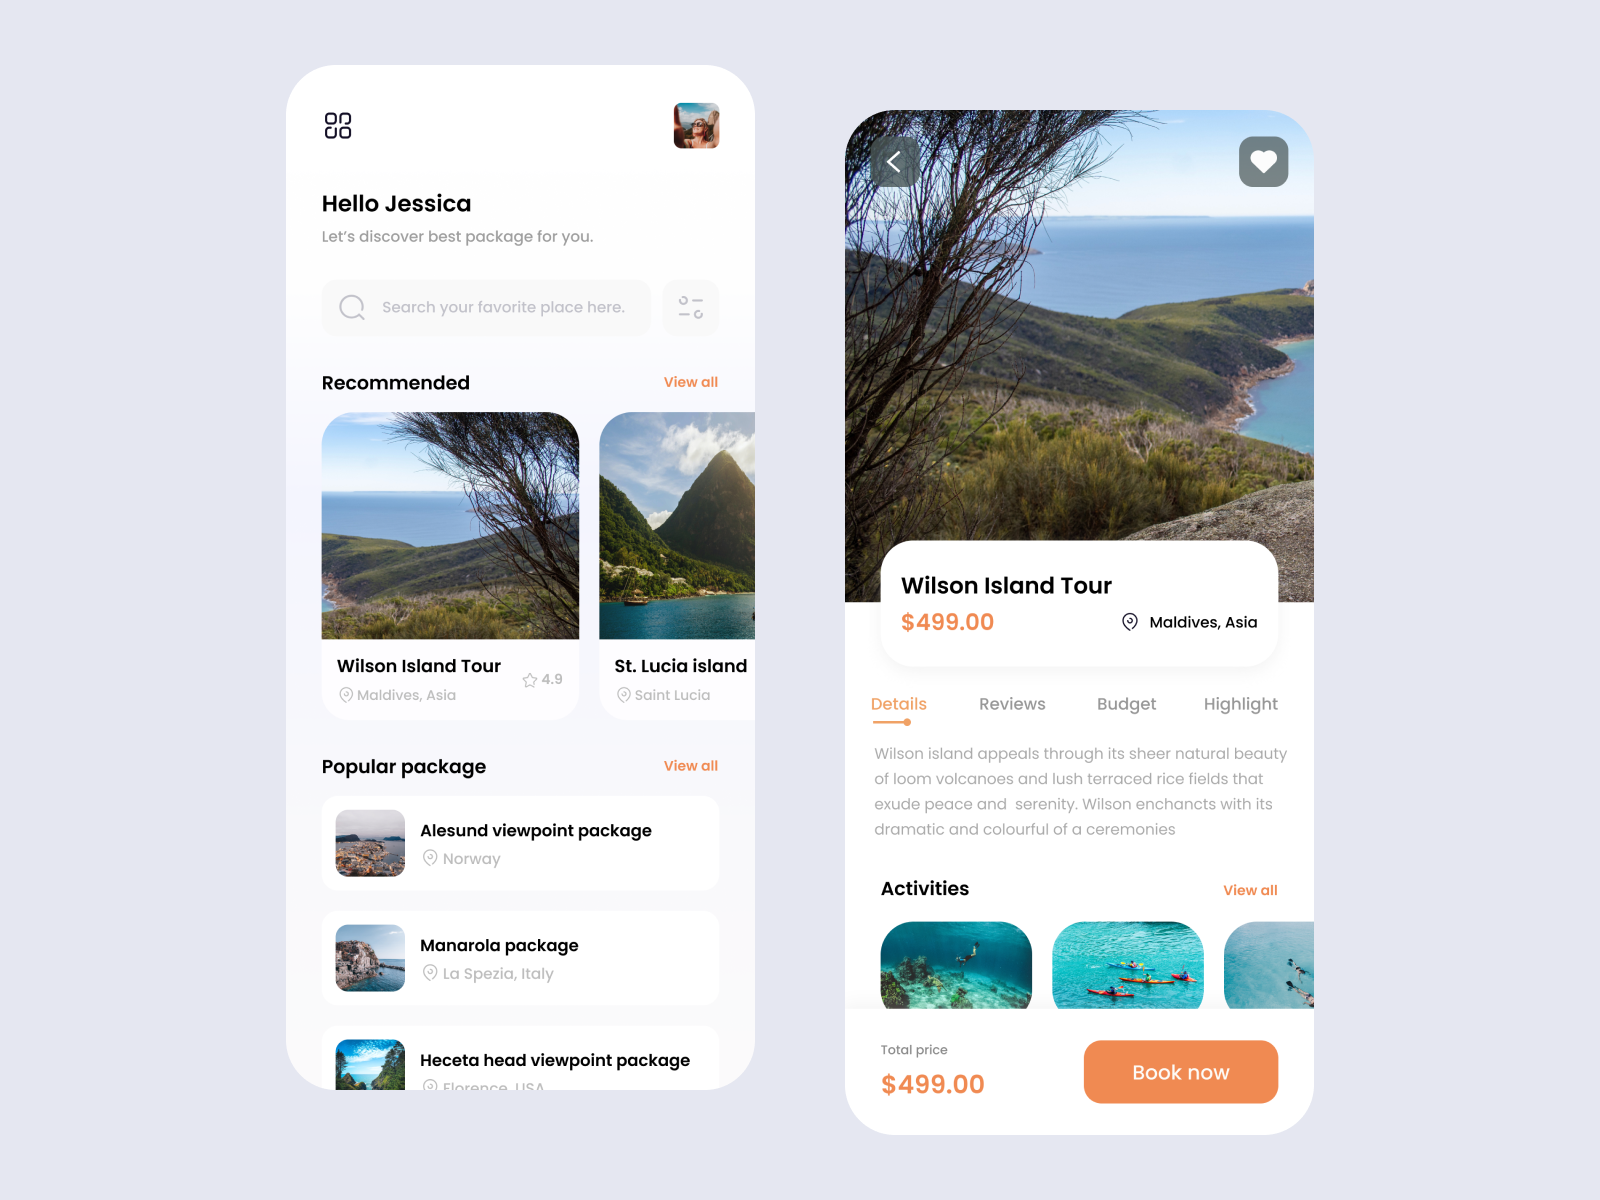 Hello Jessica
Let's discover best package for you.
Search your favorite place here.
Recommended
View all
Wilson Island Tour
Maldives, Asia
4.9
St. Lucia island
Saint Lucia
Popular package
View all
Alesund viewpoint package
Norway
Manarola package
La Spezia, Italy
Heceta head viewpoint package
Florence, USA
Wilson Island Tour
$499.00
Maldives, Asia
Details
Reviews
Budget
Highlight
Wilson island appeals through its sheer natural beauty
of loom volcanoes and lush terraced rice fields that
exude peace and  serenity. Wilson enchancts with its
dramatic and colourful of a ceremonies
Activities
View all
Total price
$499.00
Book now